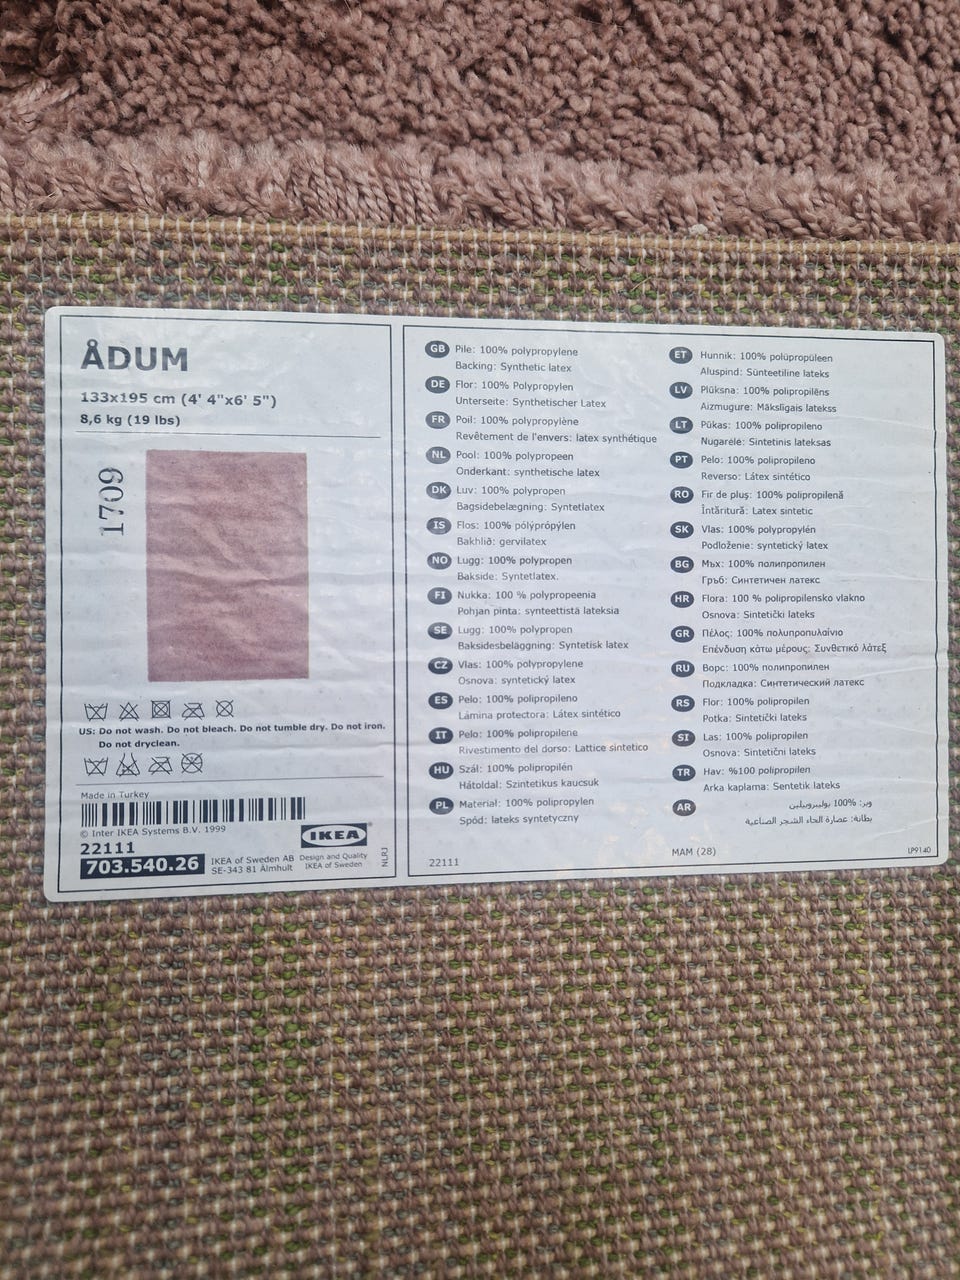 ÅDUM
133x195 cm (4' 4"x6' 5")
8,6 kg (19 lbs)
1709
US: Do not wash. Do not bleach. Do not tumble dry. Do not iron.
Do not dryclean.
Made in Turkey
© Inter IKEA Systems B.V. 1999
22111
703.540.26
IKEA of Sweden AB
SE-343 81 Älmhult
IKEA
Design and Quality
IKEA of Sweden
NLRJ
GB Pile: 100% polypropylene
Backing: Synthetic latex
DE Flor: 100% Polypropylen
Unterseite: Synthetischer Latex
FR Poil: 100% polypropylène
Revêtement de l'envers: latex synthétique
NL Pool: 100% polypropeen
Onderkant: synthetische latex
DK Luv: 100% polypropen
Bagsidebelægning: Syntetlatex
IS Flos: 100% pólýprópýlen
Bakhlið: gervilatex
NO Lugg: 100% polypropen
Bakside: Syntetlatex.
FI Nukka: 100 % polypropeenia
Pohjan pinta: synteettistä lateksia
SE Lugg: 100% polypropen
Baksidesbeläggning: Syntetisk latex
CZ Vlas: 100% polypropylene
Osnova: syntetický latex
ES Pelo: 100% polipropileno
Lámina protectora: Látex sintético
IT Pelo: 100% polipropilene
Rivestimento del dorso: Lattice sintetico
HU Szál: 100% polipropilén
Hátoldal: Szintetikus kaucsuk
PL Material: 100% polipropylen
Spód: lateks syntetyczny
22111
ET Hunnik: 100% polüpropüleen
Aluspind: Sünteetiline lateks
LV Plūksna: 100% polipropilēns
Aizmugure: Mākslīgais latekss
LT Pūkas: 100% polipropileno
Nugarėlė: Sintetinis lateksas
PT Pelo: 100% polipropileno
Reverso: Látex sintético
RO Fir de pluş: 100% polipropilenă
Întăritură: Latex sintetic
SK Vlas: 100% polypropylén
Podloženie: syntetický latex
BG Мъх: 100% полипропилен
Гръб: Синтетичен латекс
HR Flora: 100 % polipropilensko vlakno
Osnova: Sintetički lateks
GR Πέλος: 100% πολυπροπυλαίνιο
Επένδυση κάτω μέρους: Συνθετικό λάτεξ
RU Ворс: 100% полипропилен
Подкладка: Синтетический латекс
RS Flor: 100% polipropilen
Potka: Sintetički lateks
SI Las: 100% polipropilen
Osnova: Sintetični lateks
TR Hav: %100 polipropilen
Arka kaplama: Sentetik lateks
AR وبر: 100% بوليبروبيلين
بطانة: عصارة لحاء الشجر الصناعية
MAM (28)
LP9140